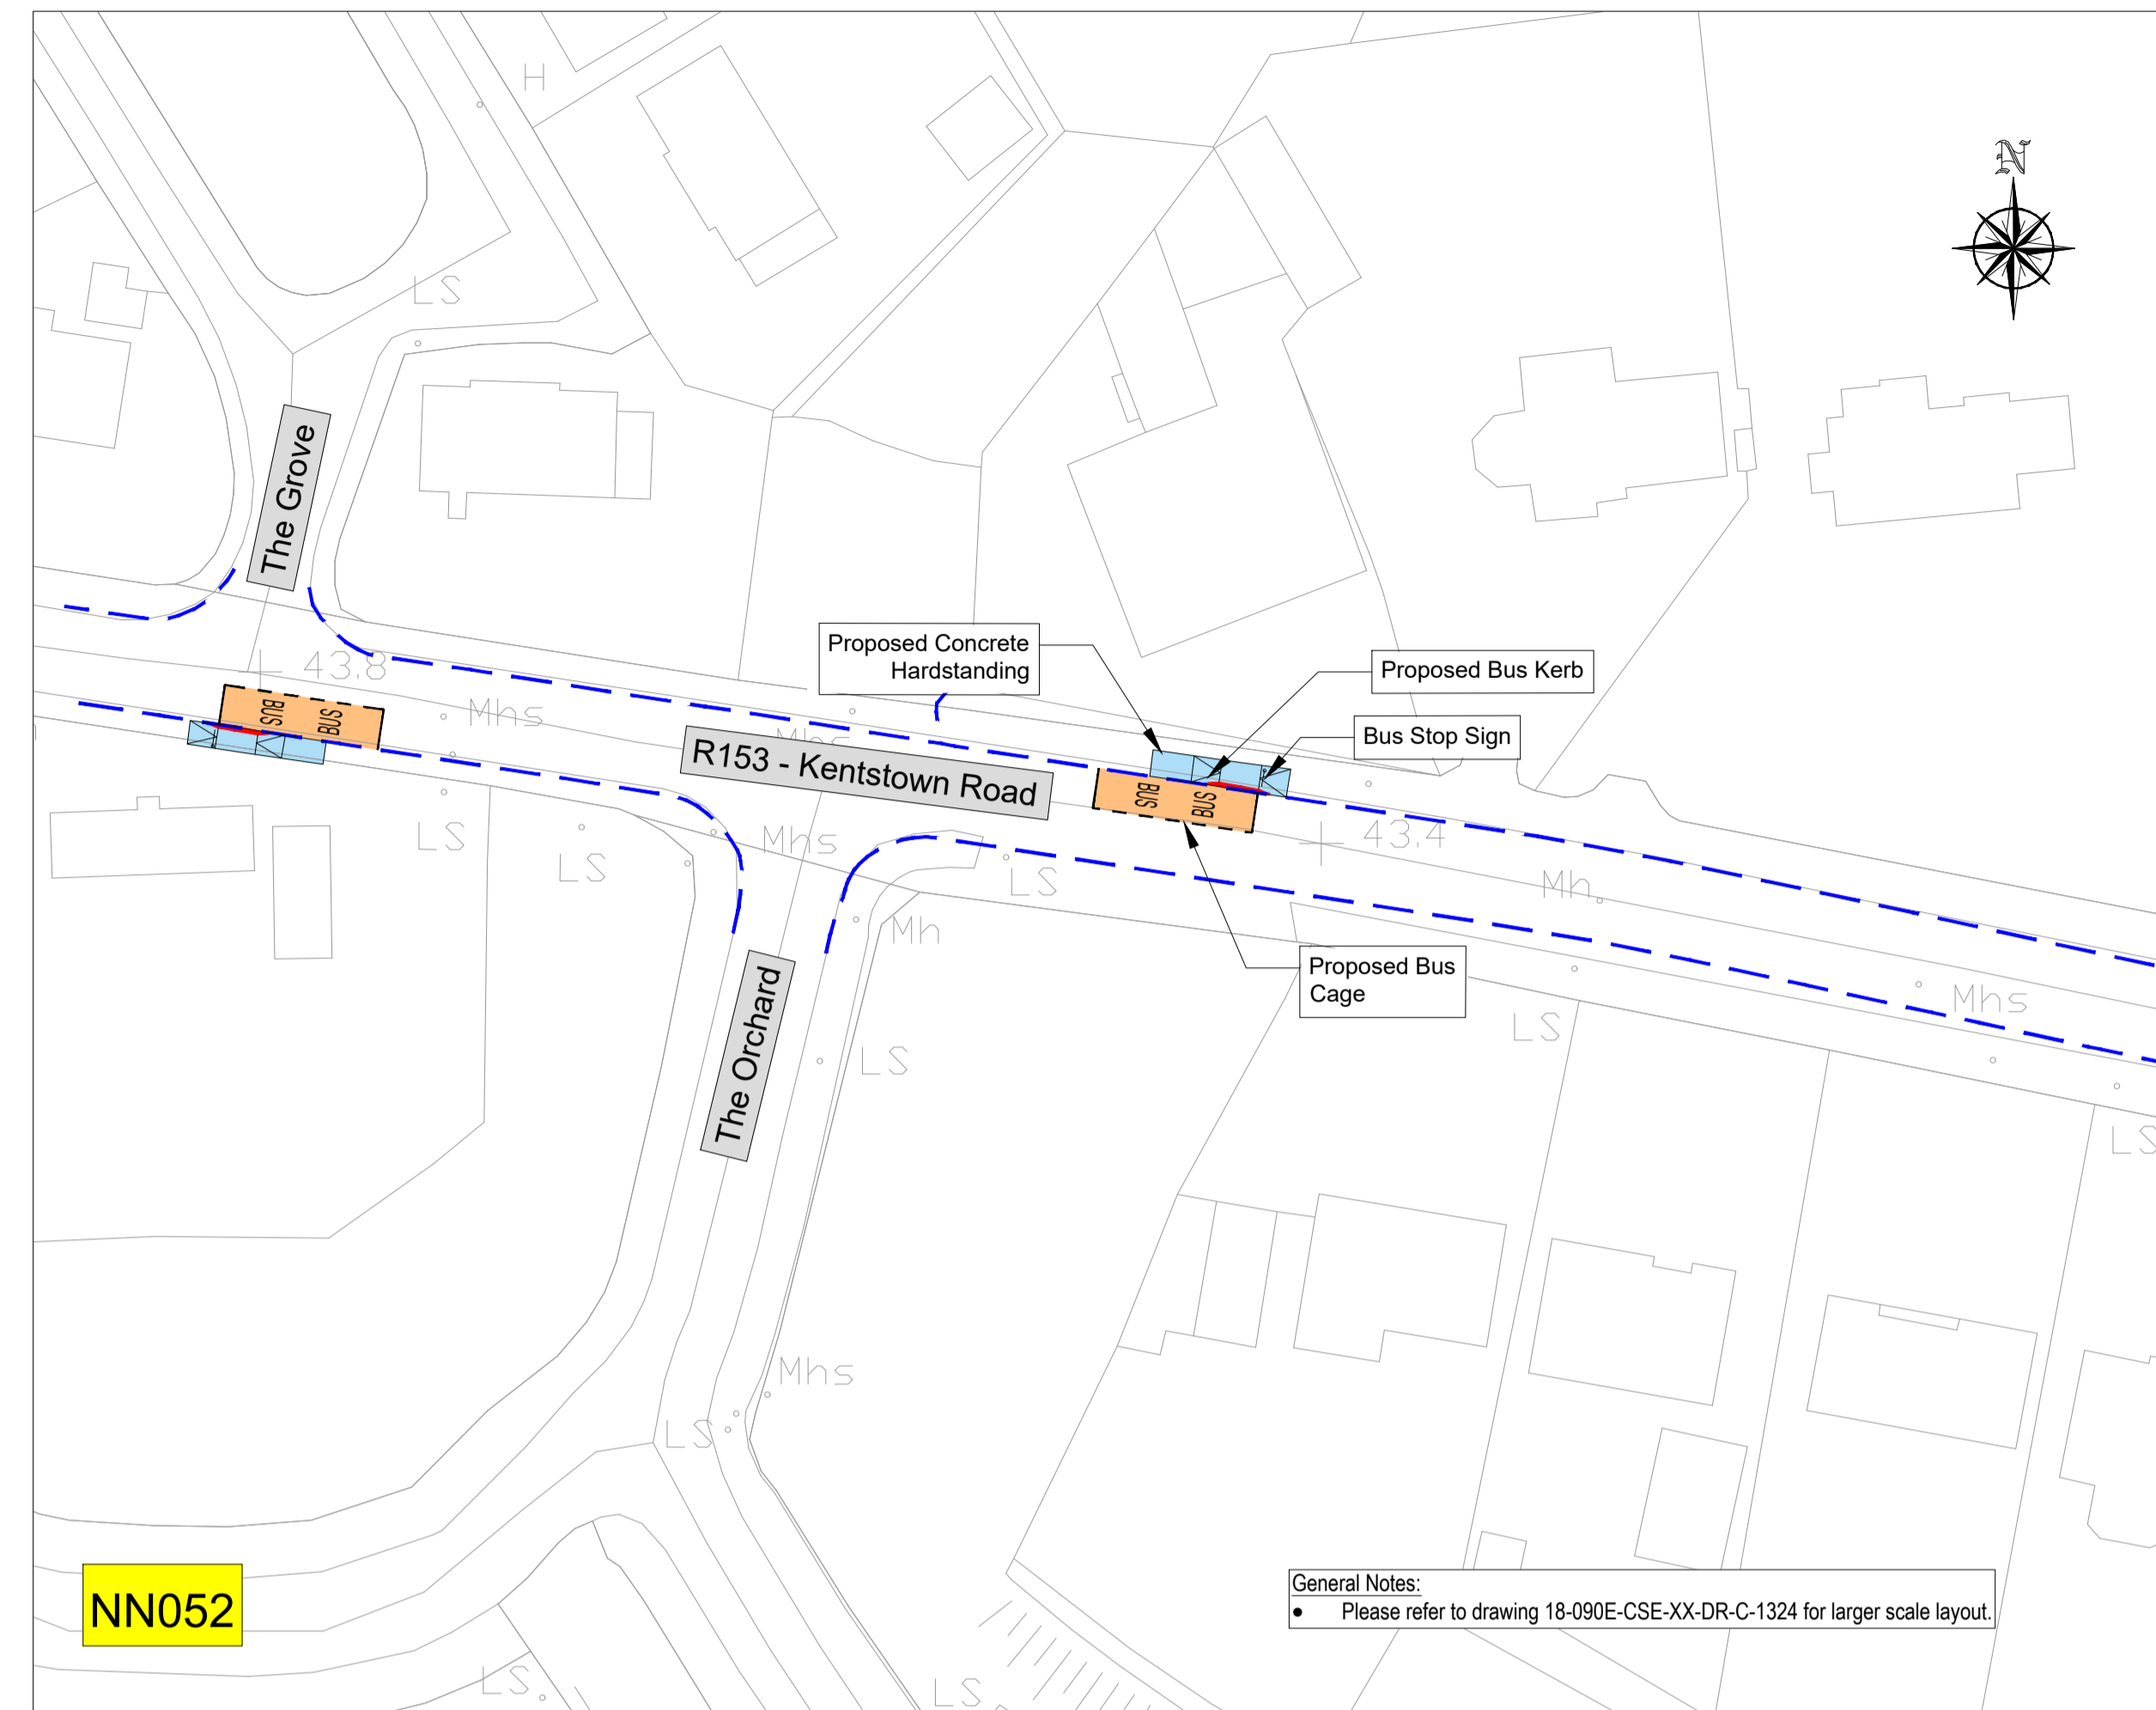 H
N
LS
The Grove
43.8
Mhs
BUS
BUS
Proposed Concrete
Hardstanding
Proposed Bus Kerb
Bus Stop Sign
Mhs
R153 - Kentstown Road
BUS
BUS
43.4
LS
LS
Mhs
LS
Mh
Mh
Proposed Bus
Cage
The Orchard
LS
LS
Mhs
LS
Mhs
LS
NN052
General Notes:
• Please refer to drawing 18-090E-CSE-XX-DR-C-1324 for larger scale layout.
LS
LS